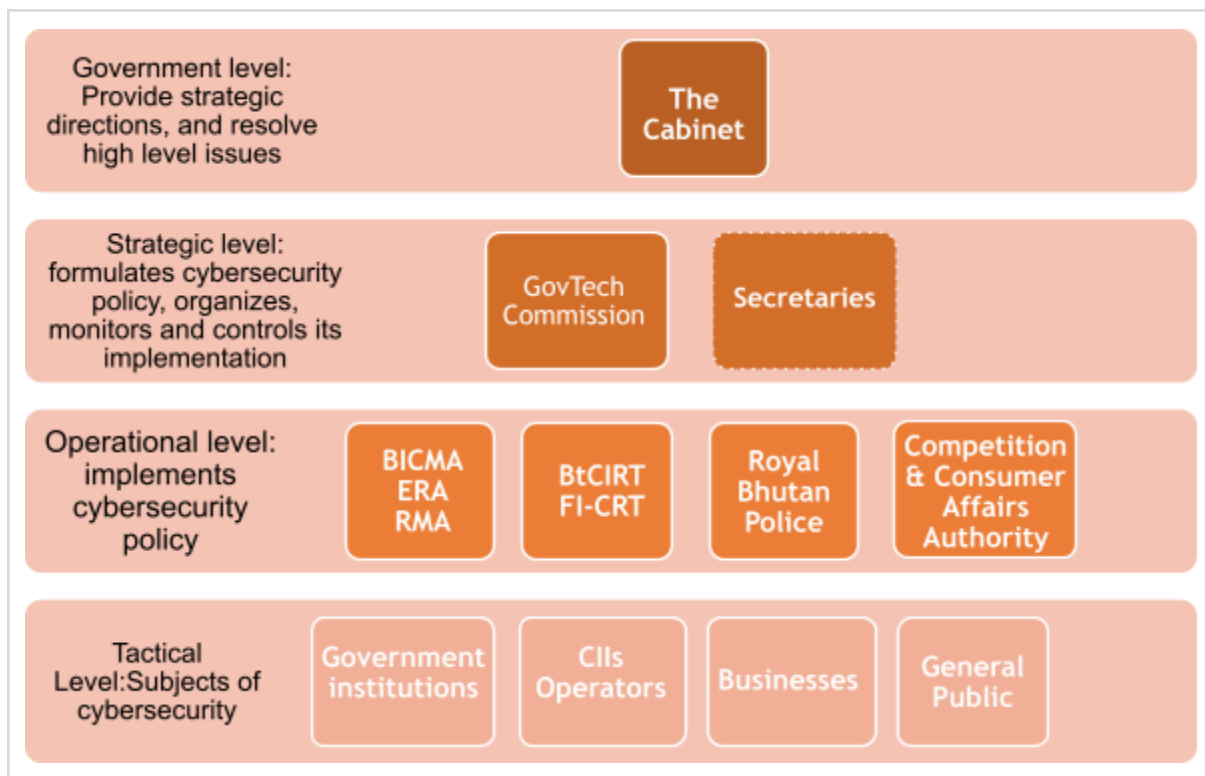 Government level:
Provide strategic
directions, and resolve
high level issues
The
Cabinet
Strategic level:
formulates cybersecurity
policy, organizes,
monitors and controls its
implementation
GovTech
Commission
Secretaries
Operational level:
implements
cybersecurity
policy
BICMA
ERA
RMA
BtCIRT
FI-CRT
Royal
Bhutan
Police
Competition
& Consumer
Affairs
Authority
Tactical
Level:Subjects of
cybersecurity
Government
institutions
CIIs
Operators
Businesses
General
Public